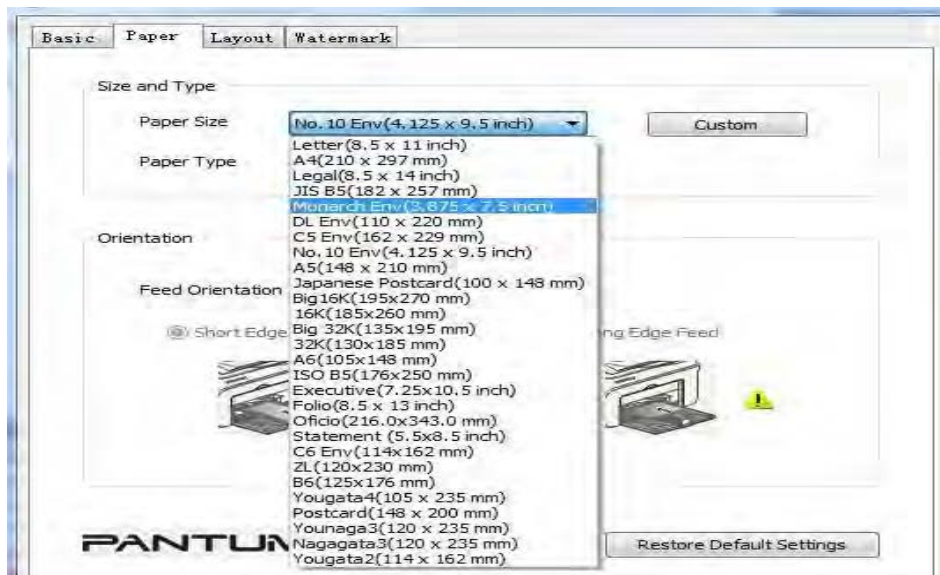 Basic Paper Layout Watermark
Size and Type
Paper Size No. 10 Env(4.125 x 9.5 inch) Custom
Paper Type
Letter(8.5 x 11 inch)
A4(210 x 297 mm)
Legal(8.5 x 14 inch)
JIS B5(182 x 257 mm)
Monarch Env(3.875 x 7.5 inch)
DL Env(110 x 220 mm)
C5 Env(162 x 229 mm)
No. 10 Env(4.125 x 9.5 inch)
A5(148 x 210 mm)
Japanese Postcard(100 x 148 mm)
Big16K(195x270 mm)
16K(185x260 mm)
Big 32K(135x195 mm)
32K(130x185 mm)
A6(105x148 mm)
ISO B5(176x250 mm)
Executive(7.25x10.5 inch)
Folio(8.5 x 13 inch)
Oficio(216.0x343.0 mm)
Statement (5.5x8.5 inch)
C6 Env(114x162 mm)
ZL(120x230 mm)
B6(125x176 mm)
Yougata4(105 x 235 mm)
Postcard(148 x 200 mm)
Younaga3(120 x 235 mm)
Nagagata3(120 x 235 mm)
Yougata2(114 x 162 mm)
Orientation
Feed Orientation
Short Edge ng Edge Feed
PANTUM Restore Default Settings